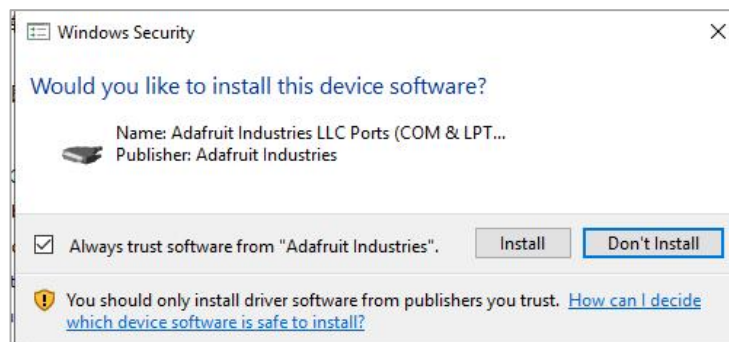 Windows Security
Would you like to install this device software?
Name: Adafruit Industries LLC Ports (COM & LPT...
Publisher: Adafruit Industries
Always trust software from "Adafruit Industries".
Install
Don't Install
You should only install driver software from publishers you trust. How can I decide
which device software is safe to install?